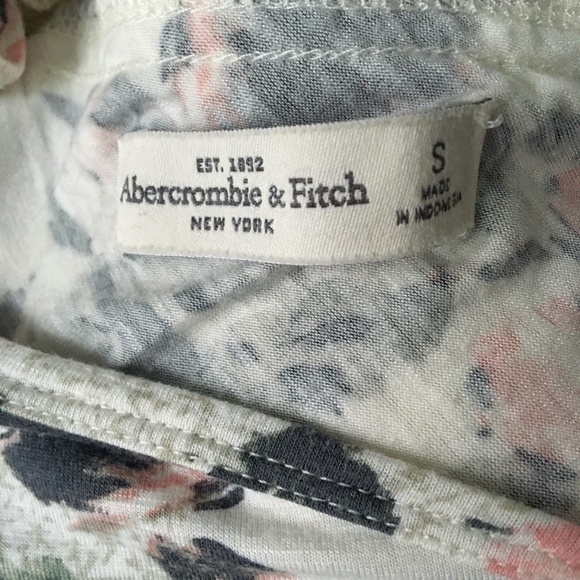 EST. 1892
Abercrombie & Fitch
NEW YORK
S
MADE
IN INDONESIA